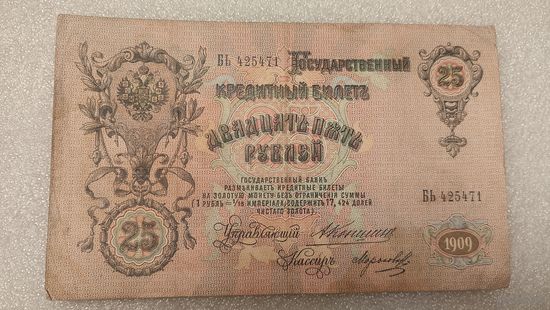 БЬ 425471
Государственный
25
Кредитный Билетъ
Двадцать пять
рублей
Государственный Банкъ
размѣниваетъ кредитные билеты
на золотую монету безъ ограниченія суммы
(1 рубль = 1/15 имперіала, содержитъ 17,424 долей
чистаго золота).
БЬ 425471
25
Управляющій
Кассиръ
1909